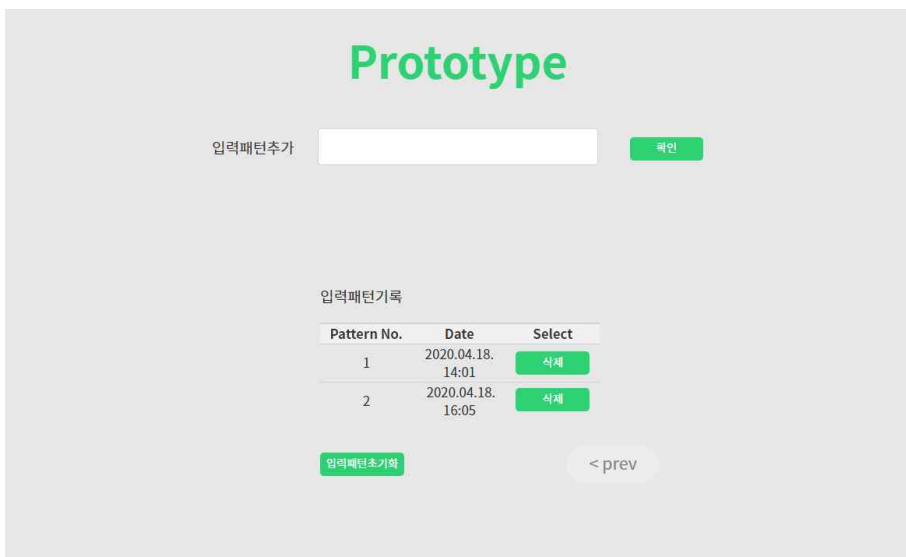 Prototype
입력패턴추가 확인
입력패턴기록
Pattern No. Date Select
1 2020.04.18. 14:01 삭제
2 2020.04.18. 16:05 삭제
입력패턴초기화 < prev